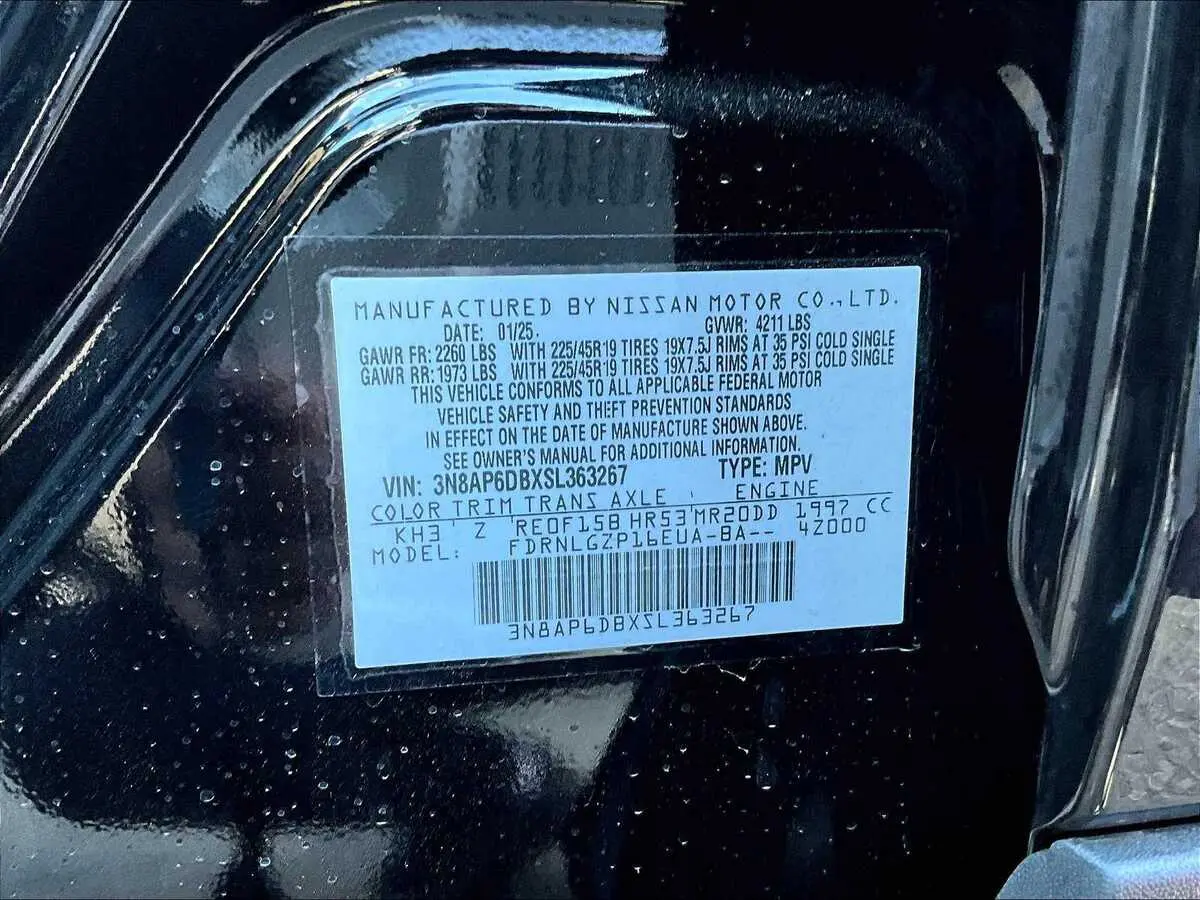 MANUFACTURED BY NISSAN MOTOR CO.,LTD.
DATE: 01/25. GVWR: 4211 LBS
GAWR FR: 2260 LBS WITH 225/45R19 TIRES 19X7.5J RIMS AT 35 PSI COLD SINGLE
GAWR RR: 1973 LBS WITH 225/45R19 TIRES 19X7.5J RIMS AT 35 PSI COLD SINGLE
THIS VEHICLE CONFORMS TO ALL APPLICABLE FEDERAL MOTOR
VEHICLE SAFETY AND THEFT PREVENTION STANDARDS
IN EFFECT ON THE DATE OF MANUFACTURE SHOWN ABOVE.
SEE OWNER'S MANUAL FOR ADDITIONAL INFORMATION.
VIN: 3N8AP6DBXSL363267 TYPE: MPV
COLOR TRIM TRANS AXLE ENGINE
KH3 Z RE0F15B HR53 MR20DD 1997 CC
MODEL: FDRNLGZP16EUA-BA-- 4Z000
3N8AP6DBXSL363267